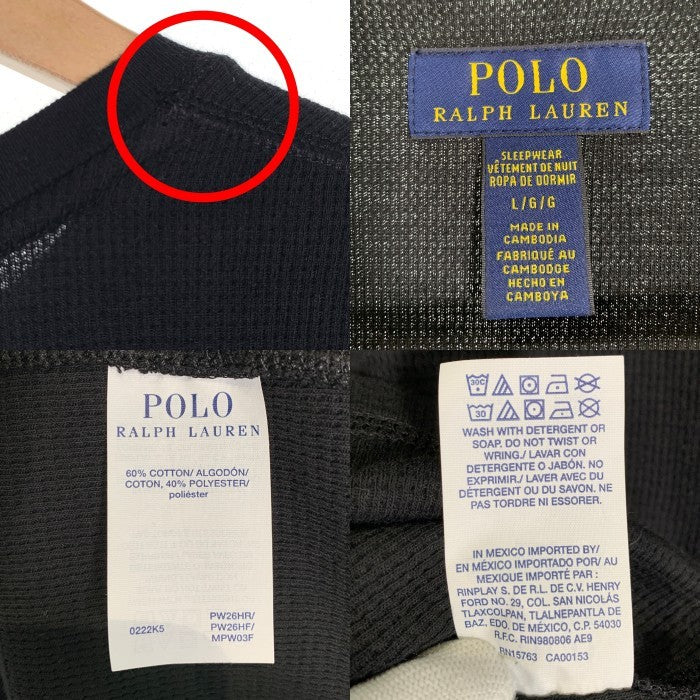 POLO
RALPH LAUREN
SLEEPWEAR
VÊTEMENT DE NUIT
ROPA DE DORMIR
L/G/G
MADE IN
CAMBODIA
FABRIQUÉ AU
CAMBODGE
HECHO EN
CAMBOYA
POLO
RALPH LAUREN
60% COTTON/ ALGODÓN/
COTON, 40% POLYESTER/
poliéster
0222K5
PW26HR/
PW26HF/
MPW03F
30C
30
WASH WITH DETERGENT OR
SOAP. DO NOT TWIST OR
WRING./ LAVAR CON
DETERGENTE O JABÓN. NO
EXPRIMIR./ LAVER AVEC DU
DÉTERGENT OU DU SAVON. NE
PAS TORDRE NI ESSORER.
IN MEXICO IMPORTED BY/
EN MÉXICO IMPORTADO POR/ AU
MEXIQUE IMPORTÉ PAR :
RINPLAY S. DE R.L. DE C.V. HENRY
FORD NO. 29, COL. SAN NICOLÁS
TLAXCOLPAN, TLALNEPANTLA DE
BAZ, EDO. DE MÉXICO, C.P. 54030
R.F.C. RIN980806 AE9
RN15763 CA00153